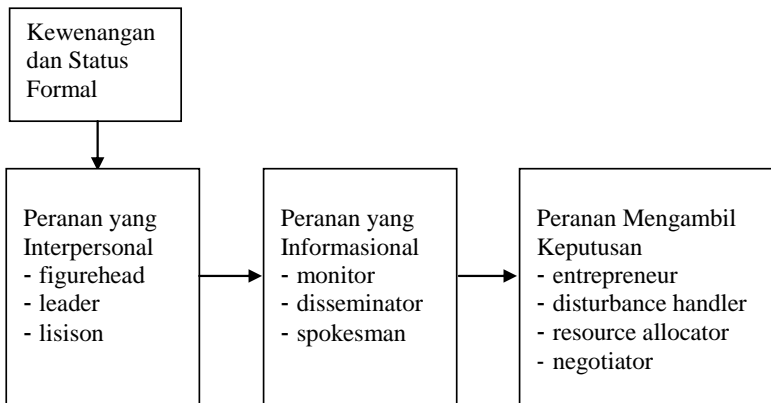 Kewenangan
dan Status
Formal
Peranan yang
Interpersonal
- figurehead
- leader
- lisison
Peranan yang
Informasional
- monitor
- disseminator
- spokesman
Peranan Mengambil
Keputusan
- entrepreneur
- disturbance handler
- resource allocator
- negotiator